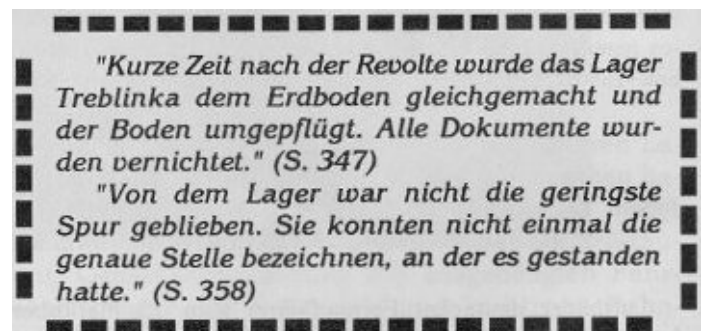 "Kurze Zeit nach der Revolte wurde das Lager
Treblinka dem Erdboden gleichgemacht und
der Boden umgepflügt. Alle Dokumente wur-
den vernichtet." (S. 347)
"Von dem Lager war nicht die geringste
Spur geblieben. Sie konnten nicht einmal die
genaue Stelle bezeichnen, an der es gestanden
hatte." (S. 358)